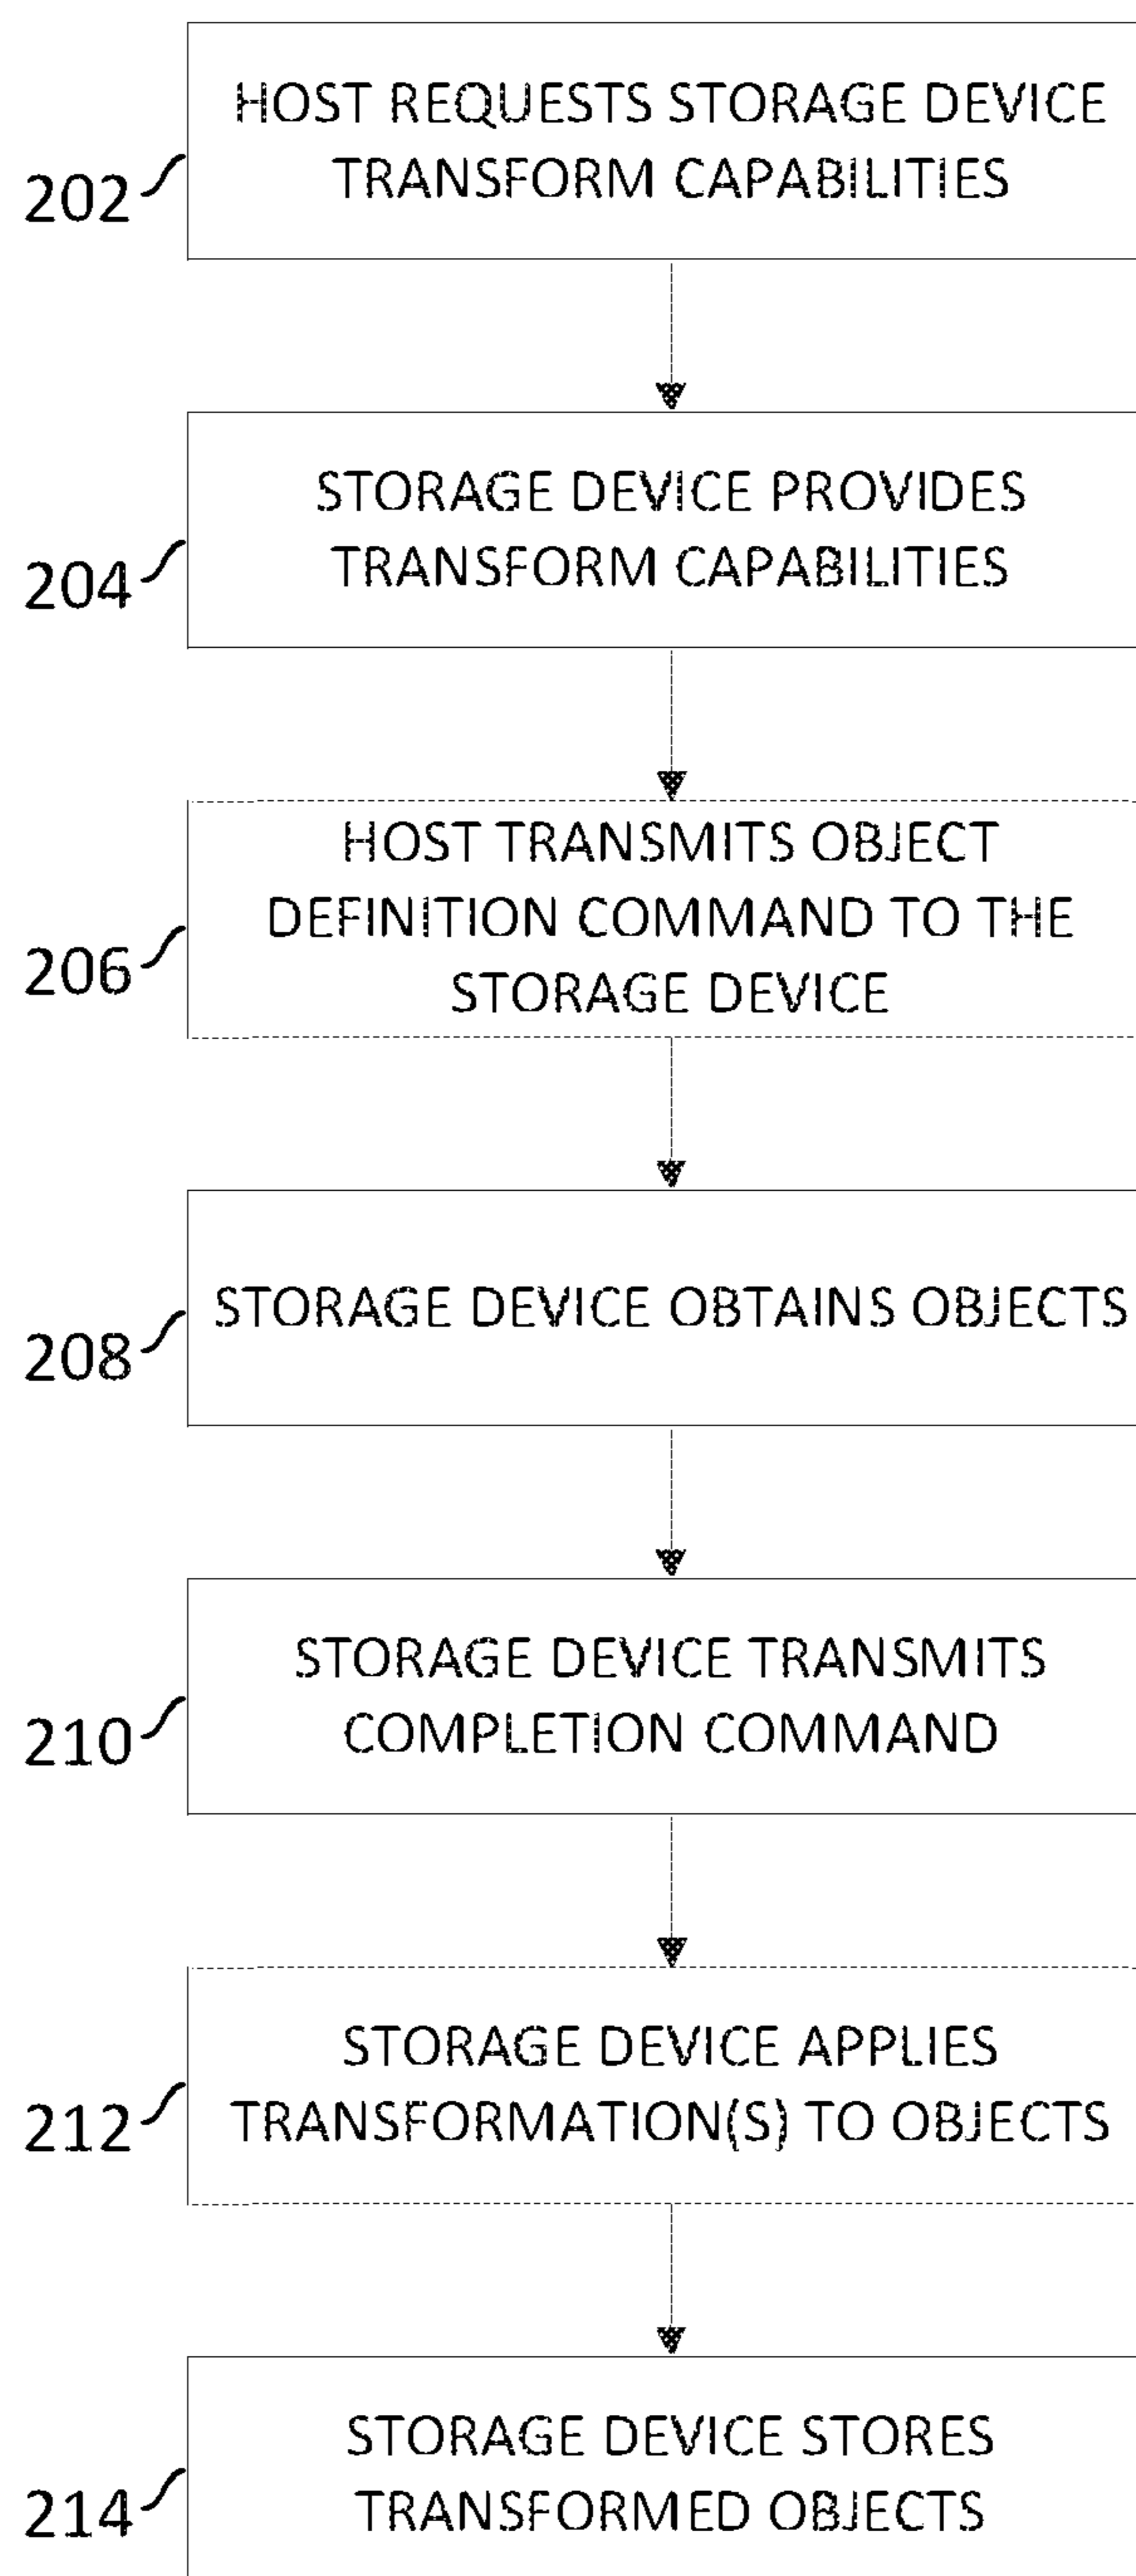 HOST REQUESTS STORAGE DEVICE
TRANSFORM CAPABILITIES
202
STORAGE DEVICE PROVIDES
TRANSFORM CAPABILITIES
204
HOST TRANSMITS OBJECT
DEFINITION COMMAND TO THE
STORAGE DEVICE
206
STORAGE DEVICE OBTAINS OBJECTS
208
STORAGE DEVICE TRANSMITS
COMPLETION COMMAND
210
STORAGE DEVICE APPLIES
TRANSFORMATION(S) TO OBJECTS
212
STORAGE DEVICE STORES
TRANSFORMED OBJECTS
214